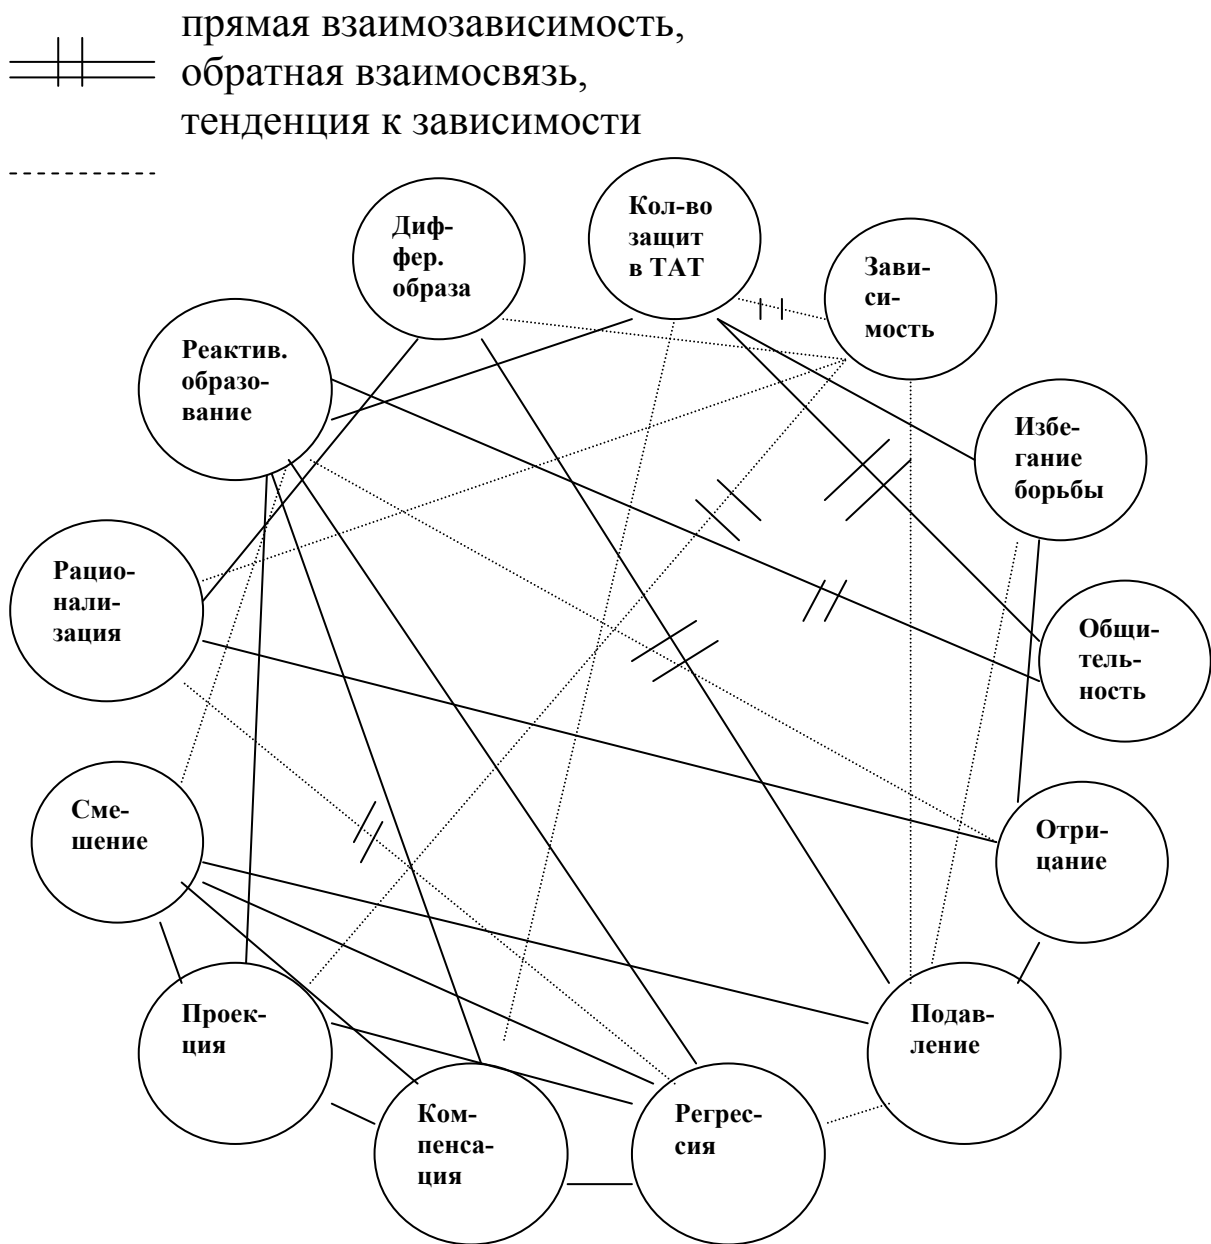 прямая взаимозависимость,
обратная взаимосвязь,
тенденция к зависимости
Кол-во
защит
в ТАТ
Диф-
фер.
образа
Зави-
си-
мость
Реактив.
образо-
вание
Избе-
гание
борьбы
Рацио-
нали-
зация
Общи-
тель-
ность
Сме-
шение
Отри-
цание
Проек-
ция
Подав-
ление
Ком-
пенса-
ция
Регрес-
сия